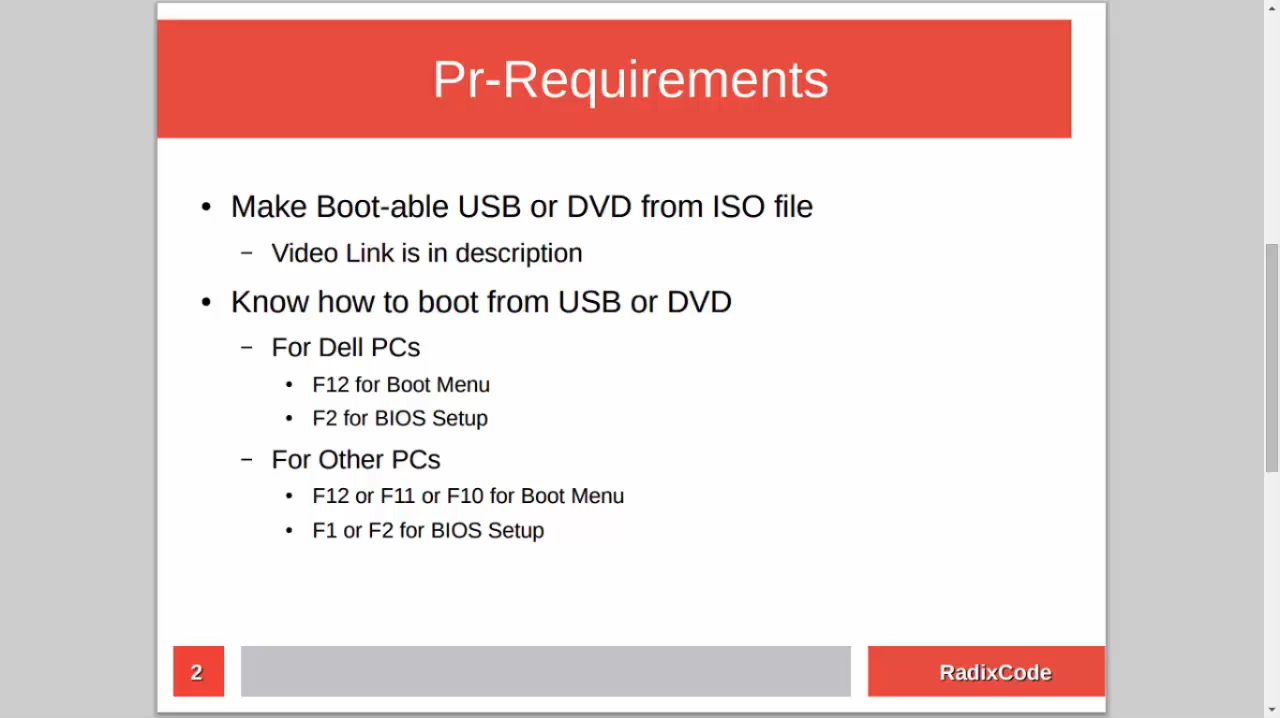 Pr-Requirements
• Make Boot-able USB or DVD from ISO file
– Video Link is in description
• Know how to boot from USB or DVD
– For Dell PCs
• F12 for Boot Menu
• F2 for BIOS Setup
– For Other PCs
• F12 or F11 or F10 for Boot Menu
• F1 or F2 for BIOS Setup
2
RadixCode